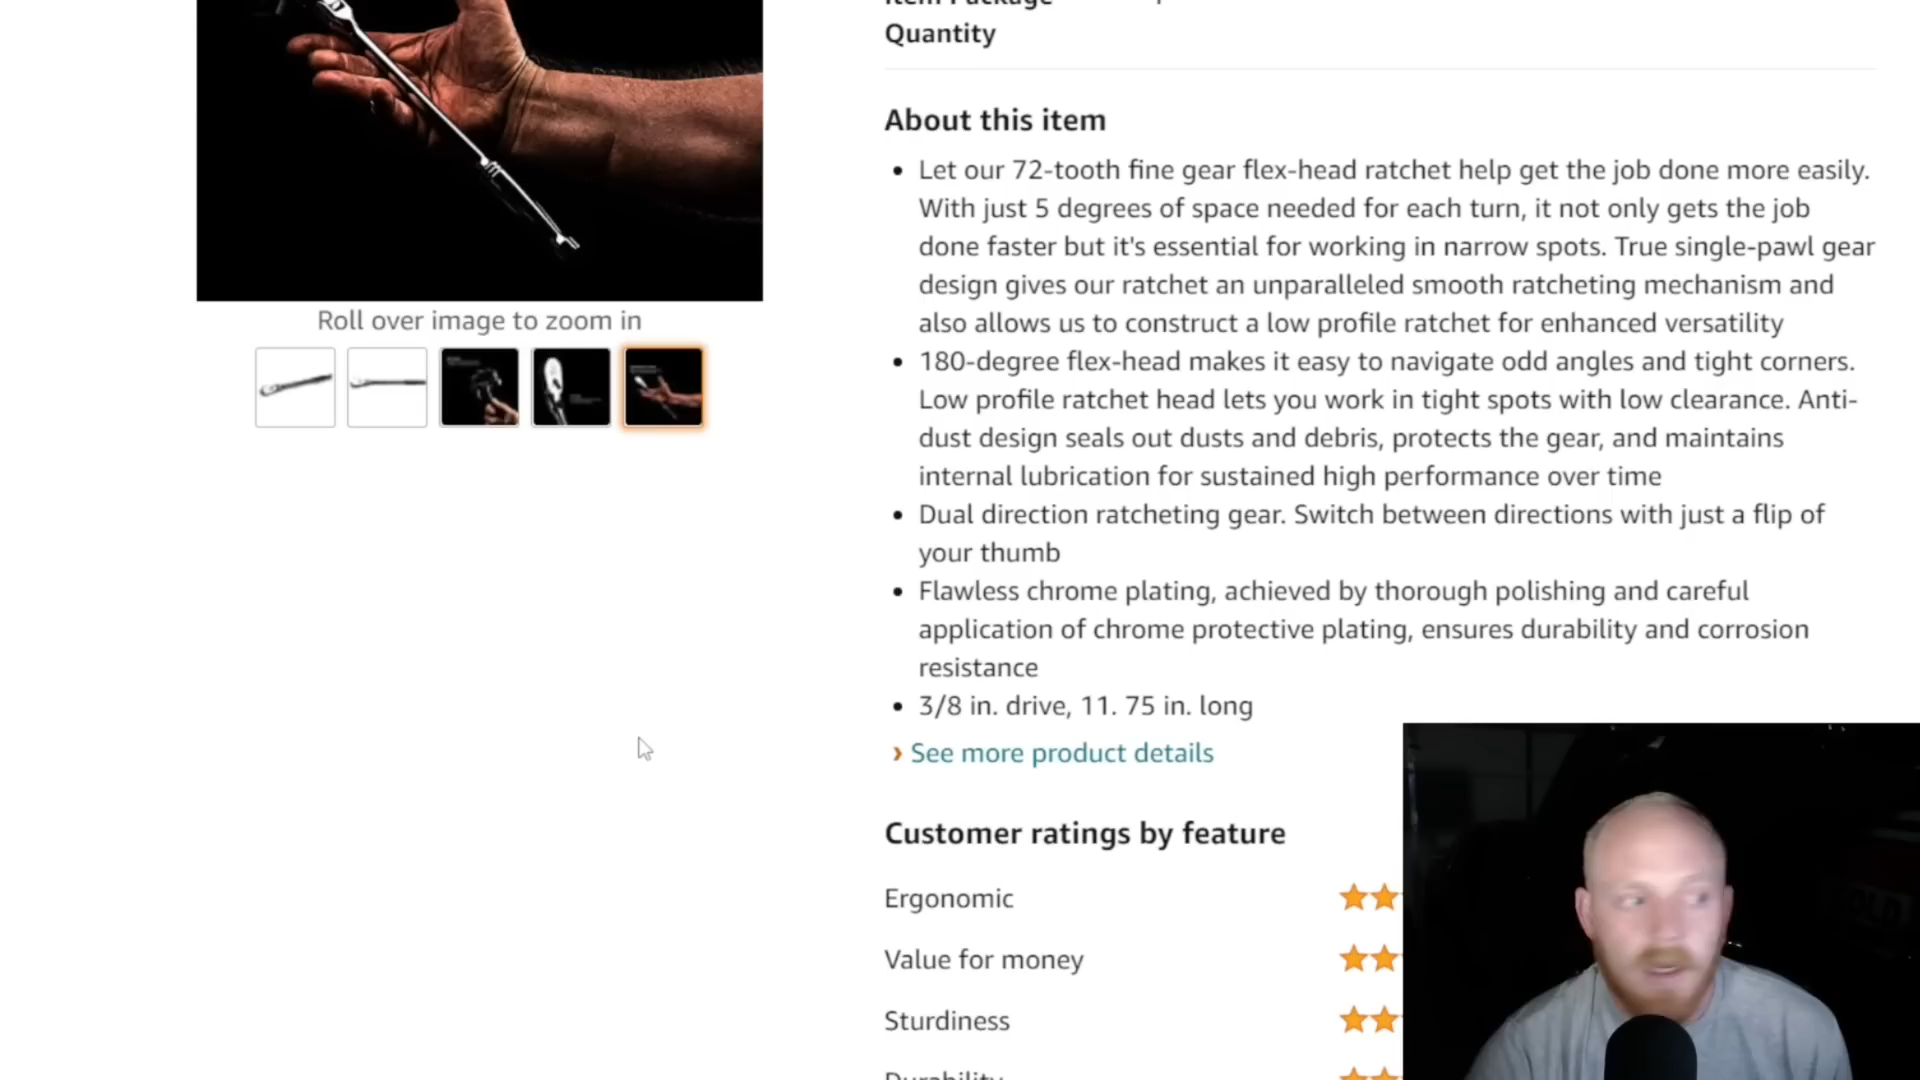 Item Package
Quantity
About this item
Let our 72-tooth fine gear flex-head ratchet help get the job done more easily.
With just 5 degrees of space needed for each turn, it not only gets the job
done faster but it's essential for working in narrow spots. True single-pawl gear
design gives our ratchet an unparalleled smooth ratcheting mechanism and
also allows us to construct a low profile ratchet for enhanced versatility
180-degree flex-head makes it easy to navigate odd angles and tight corners.
Low profile ratchet head lets you work in tight spots with low clearance. Anti-
dust design seals out dusts and debris, protects the gear, and maintains
internal lubrication for sustained high performance over time
Dual direction ratcheting gear. Switch between directions with just a flip of
your thumb
Flawless chrome plating, achieved by thorough polishing and careful
application of chrome protective plating, ensures durability and corrosion
resistance
3/8 in. drive, 11. 75 in. long
› See more product details
Customer ratings by feature
Ergonomic
Value for money
Sturdiness
Durability
Roll over image to zoom in